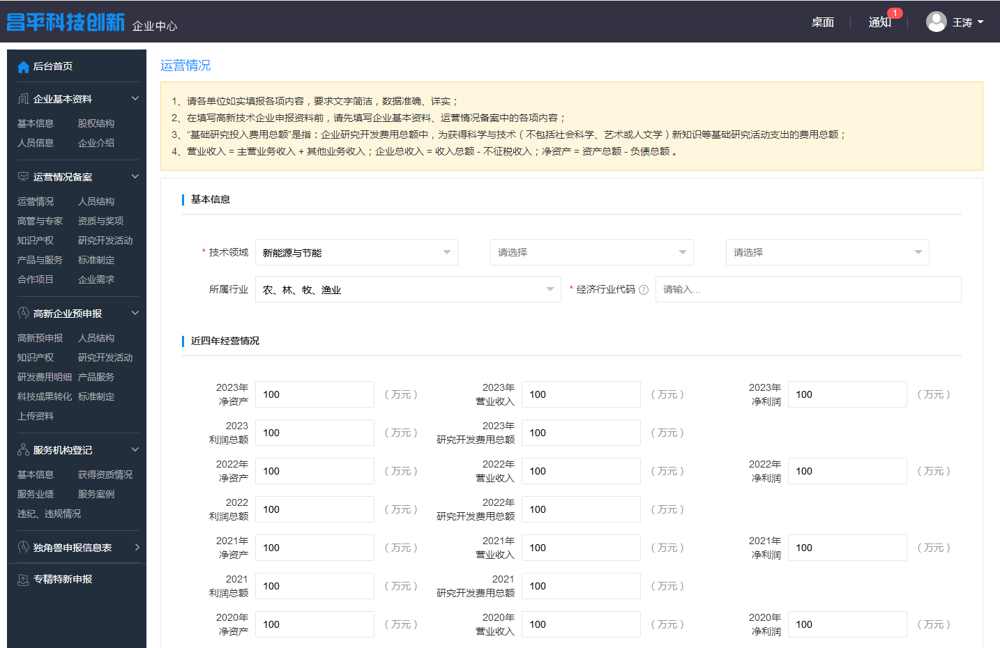 昌平科技创新 企业中心
桌面 通知 1 王涛
后台首页
企业基本资料
基本信息 股权结构
人员信息 企业介绍
运营情况备案
运营情况 人员结构
高管与专家 资质与奖项
知识产权 研究开发活动
产品与服务 标准制定
合作项目 企业需求
高新企业预申报
高新预申报 人员结构
知识产权 研究开发活动
研发费用明细 产品服务
科技成果转化 标准制定
上传资料
服务机构登记
基本信息 获得资质情况
服务业绩 服务案例
违纪、违规情况
独角兽申报信息表
专精特新申报
运营情况
1、请各单位如实填报各项内容，要求文字简洁，数据准确、详实；
2、在填写高新技术企业申报资料前，请先填写企业基本资料、运营情况备案中的各项内容；
3、“基础研究投入费用总额”是指：企业研究开发费用总额中，为获得科学与技术（不包括社会科学、艺术或人文学）新知识等基础研究活动支出的费用总额；
4、营业收入 = 主营业务收入 + 其他业务收入；企业总收入 = 收入总额 - 不征税收入；净资产 = 资产总额 - 负债总额 。
基本信息
* 技术领域 新能源与节能 请选择 请选择
所属行业 农、林、牧、渔业 * 经济行业代码 ? 请输入...
近四年经营情况
2023年 净资产 100 （万元） 2023年 营业收入 100 （万元） 2023年 净利润 100 （万元）
2023 利润总额 100 （万元） 2023年 研究开发费用总额 100 （万元）
2022年 净资产 100 （万元） 2022年 营业收入 100 （万元） 2022年 净利润 100 （万元）
2022 利润总额 100 （万元） 2022年 研究开发费用总额 100 （万元）
2021年 净资产 100 （万元） 2021年 营业收入 100 （万元） 2021年 净利润 100 （万元）
2021 利润总额 100 （万元） 2021 研究开发费用总额 100 （万元）
2020年 净资产 100 （万元） 2020年 营业收入 100 （万元） 2020年 净利润 100 （万元）